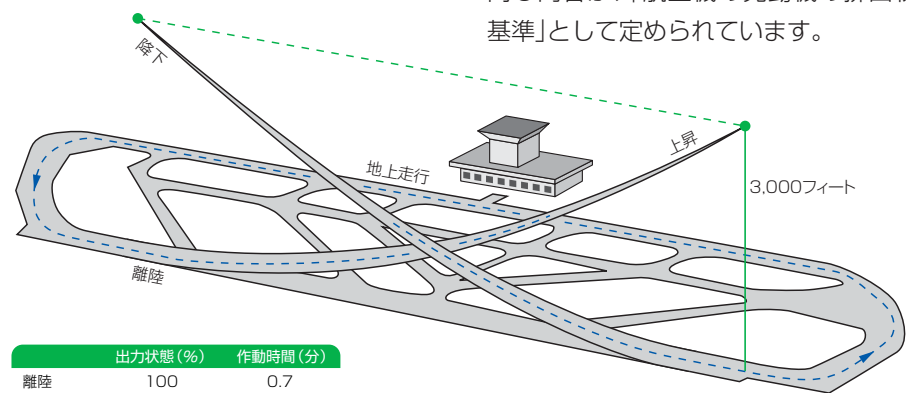 基準」として定められています。
降下
上昇
地上走行
3,000フィート
離陸
出力状態(%) 作動時間(分)
離陸 100 0.7